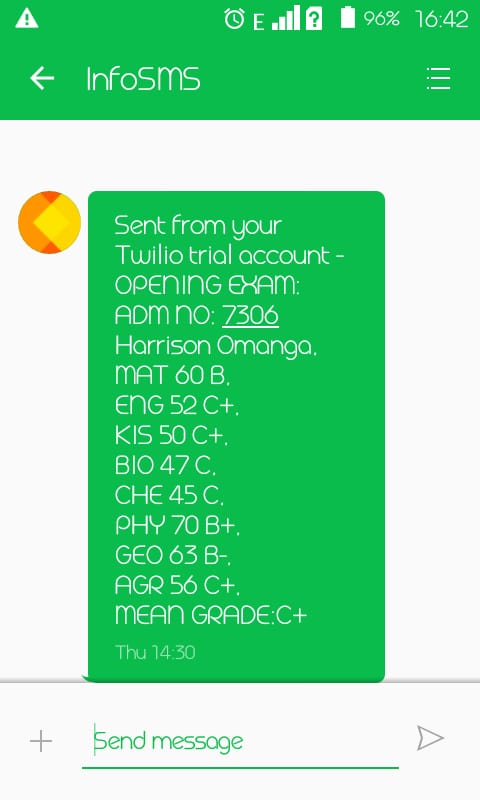 E 96% 16:42
InfoSMS
Sent from your
Twilio trial account -
OPENING EXAM:
ADM NO: 7306
Harrison Omanga,
MAT 60 B,
ENG 52 C+,
KIS 50 C+,
BIO 47 C,
CHE 45 C,
PHY 70 B+,
GEO 63 B-,
AGR 56 C+,
MEAN GRADE:C+
Thu 14:30
Send message